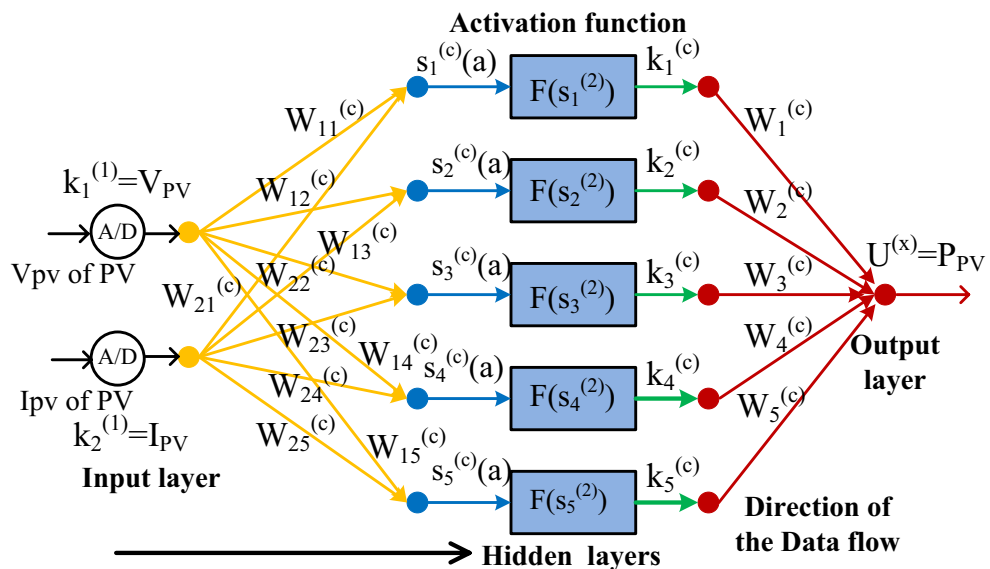 Activation function
s₁⁽ᶜ⁾(a)
F(s₁⁽²⁾)
k₁⁽ᶜ⁾
W₁₁⁽ᶜ⁾
W₁⁽ᶜ⁾
k₁⁽¹⁾=V_PV
A/D
Vpv of PV
W₁₂⁽ᶜ⁾
s₂⁽ᶜ⁾(a)
F(s₂⁽²⁾)
k₂⁽ᶜ⁾
W₂⁽ᶜ⁾
W₁₃⁽ᶜ⁾
W₂₂⁽ᶜ⁾
W₂₁⁽ᶜ⁾
s₃⁽ᶜ⁾(a)
F(s₃⁽²⁾)
k₃⁽ᶜ⁾
W₃⁽ᶜ⁾
U⁽ˣ⁾=P_PV
Output
layer
A/D
Ipv of PV
k₂⁽¹⁾=I_PV
Input layer
W₂₃⁽ᶜ⁾
W₁₄⁽ᶜ⁾
s₄⁽ᶜ⁾(a)
F(s₄⁽²⁾)
k₄⁽ᶜ⁾
W₄⁽ᶜ⁾
W₂₄⁽ᶜ⁾
W₂₅⁽ᶜ⁾
W₁₅⁽ᶜ⁾
s₅⁽ᶜ⁾(a)
F(s₅⁽²⁾)
k₅⁽ᶜ⁾
W₅⁽ᶜ⁾
Hidden layers
Direction of
the Data flow